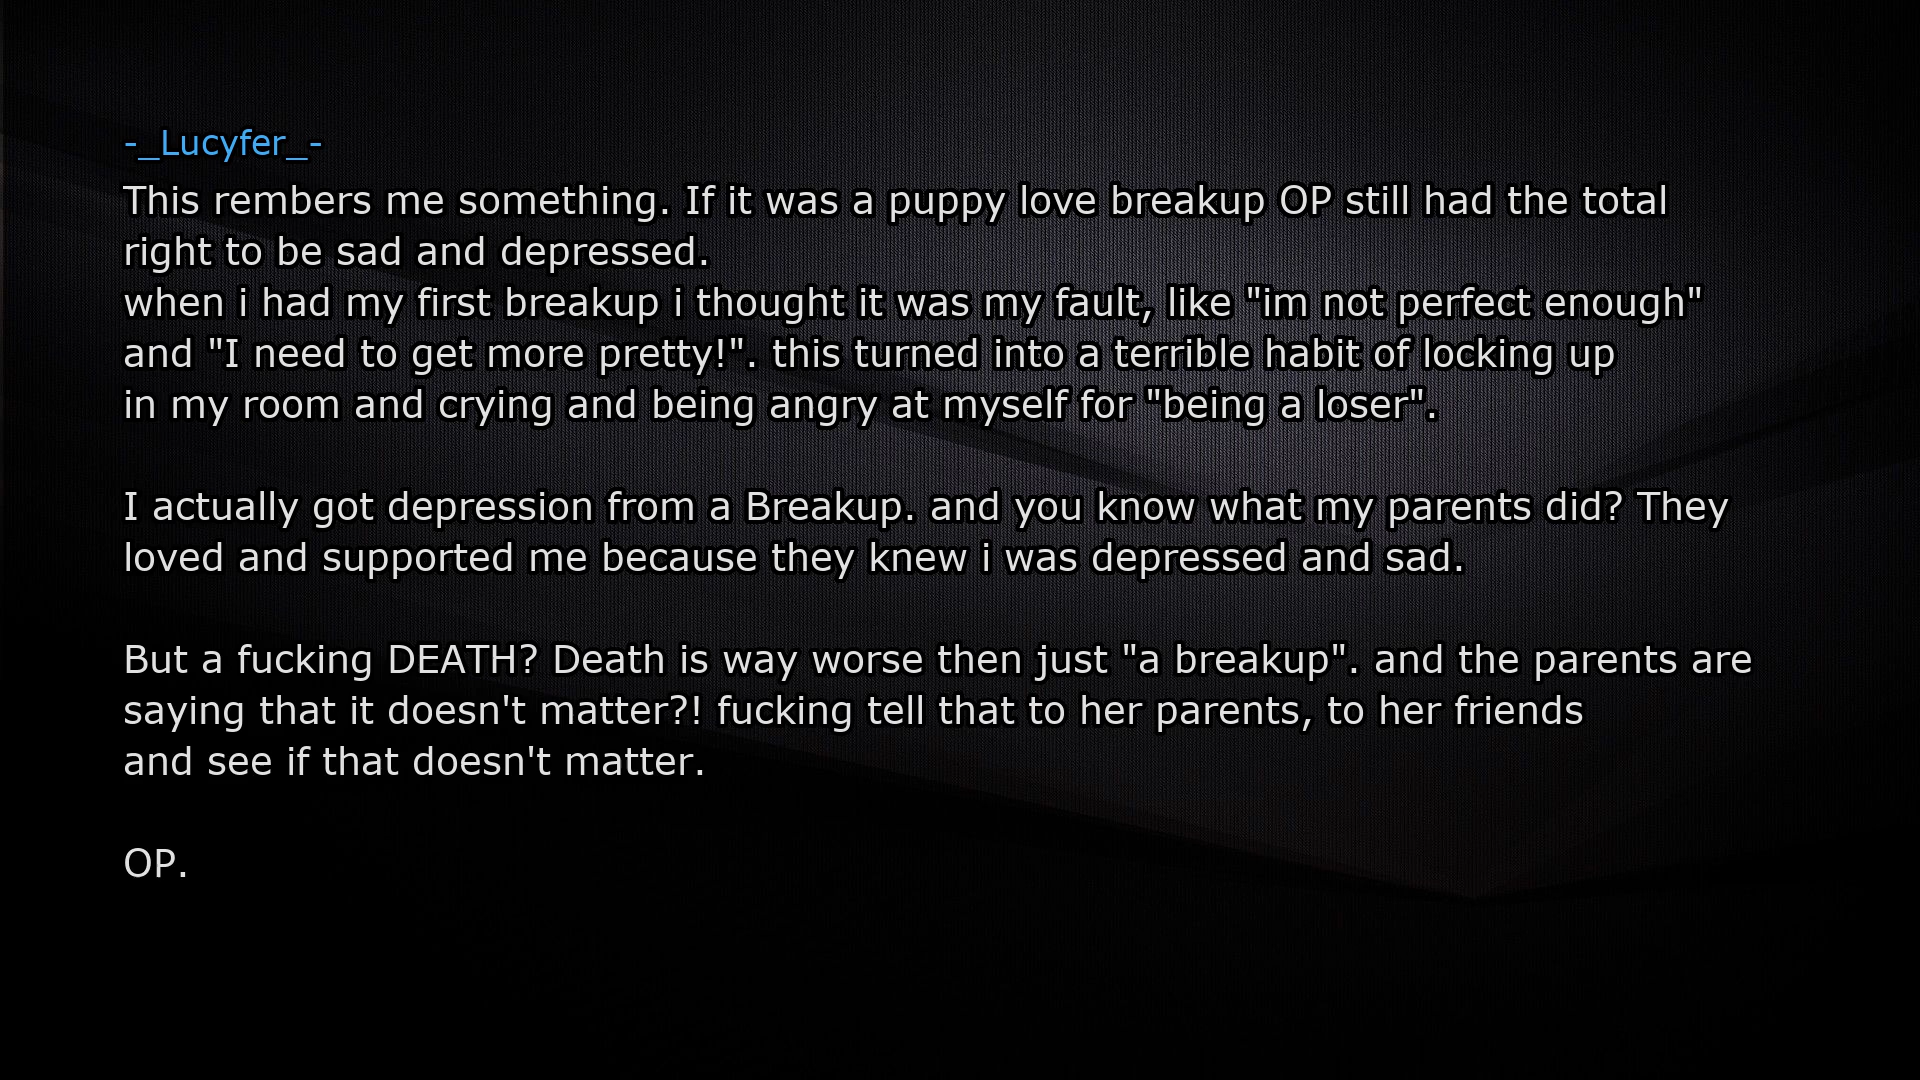 -_Lucyfer_-
This rembers me something. If it was a puppy love breakup OP still had the total
right to be sad and depressed.
when i had my first breakup i thought it was my fault, like "im not perfect enough"
and "I need to get more pretty!". this turned into a terrible habit of locking up
in my room and crying and being angry at myself for "being a loser".
I actually got depression from a Breakup. and you know what my parents did? They
loved and supported me because they knew i was depressed and sad.
But a fucking DEATH? Death is way worse then just "a breakup". and the parents are
saying that it doesn't matter?! fucking tell that to her parents, to her friends
and see if that doesn't matter.
OP.